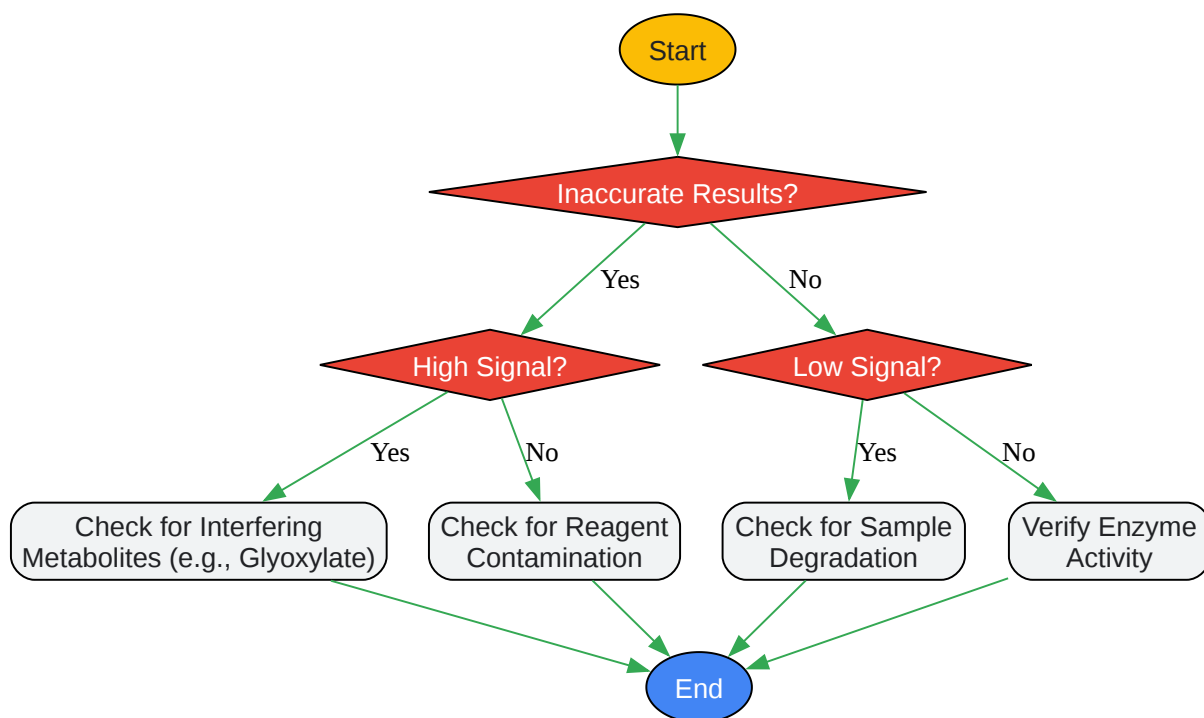 Start
Inaccurate Results?
Yes
No
High Signal?
Low Signal?
Yes
No
Yes
No
Check for Interfering
Metabolites (e.g., Glyoxylate)
Check for Reagent
Contamination
Check for Sample
Degradation
Verify Enzyme
Activity
End